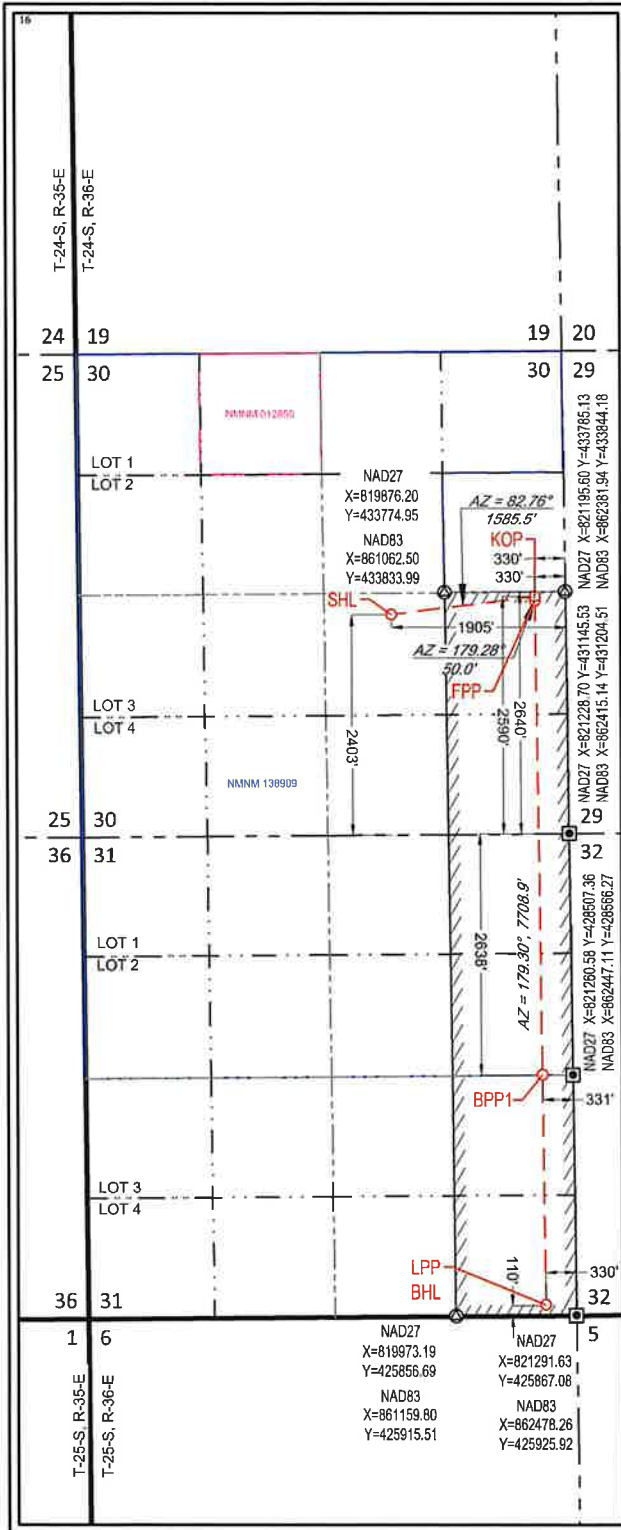 16
T-24-S, R-35-E
T-24-S, R-36-E
24 19
19 20
25 30
30 29
NMNM 012850
LOT 1
LOT 2
NAD27
X=819876.20
Y=433774.95
NAD83
X=861062.50
Y=433833.99
AZ = 82.76°
1585.5'
KOP
330'
330'
NAD27 X=821195.60 Y=433785.13
NAD83 X=862381.94 Y=433844.18
SHL
1905'
AZ = 179.28°
50.0'
FPP
LOT 3
LOT 4
2403'
2590'
2640'
NAD27 X=821228.70 Y=431145.53
NAD83 X=862415.14 Y=431204.51
NMNM 138909
25 30
29
36 31
32
LOT 1
LOT 2
2638'
AZ = 179.30°, 7708.9'
NAD27 X=821260.58 Y=428507.36
NAD83 X=862447.11 Y=428566.27
BPP1
331'
LOT 3
LOT 4
LPP
BHL
110'
330'
36 31
32
1 6
5
T-25-S, R-35-E
T-25-S, R-36-E
NAD27
X=819973.19
Y=425856.69
NAD83
X=861159.80
Y=425915.51
NAD27
X=821291.63
Y=425867.08
NAD83
X=862478.26
Y=425925.92